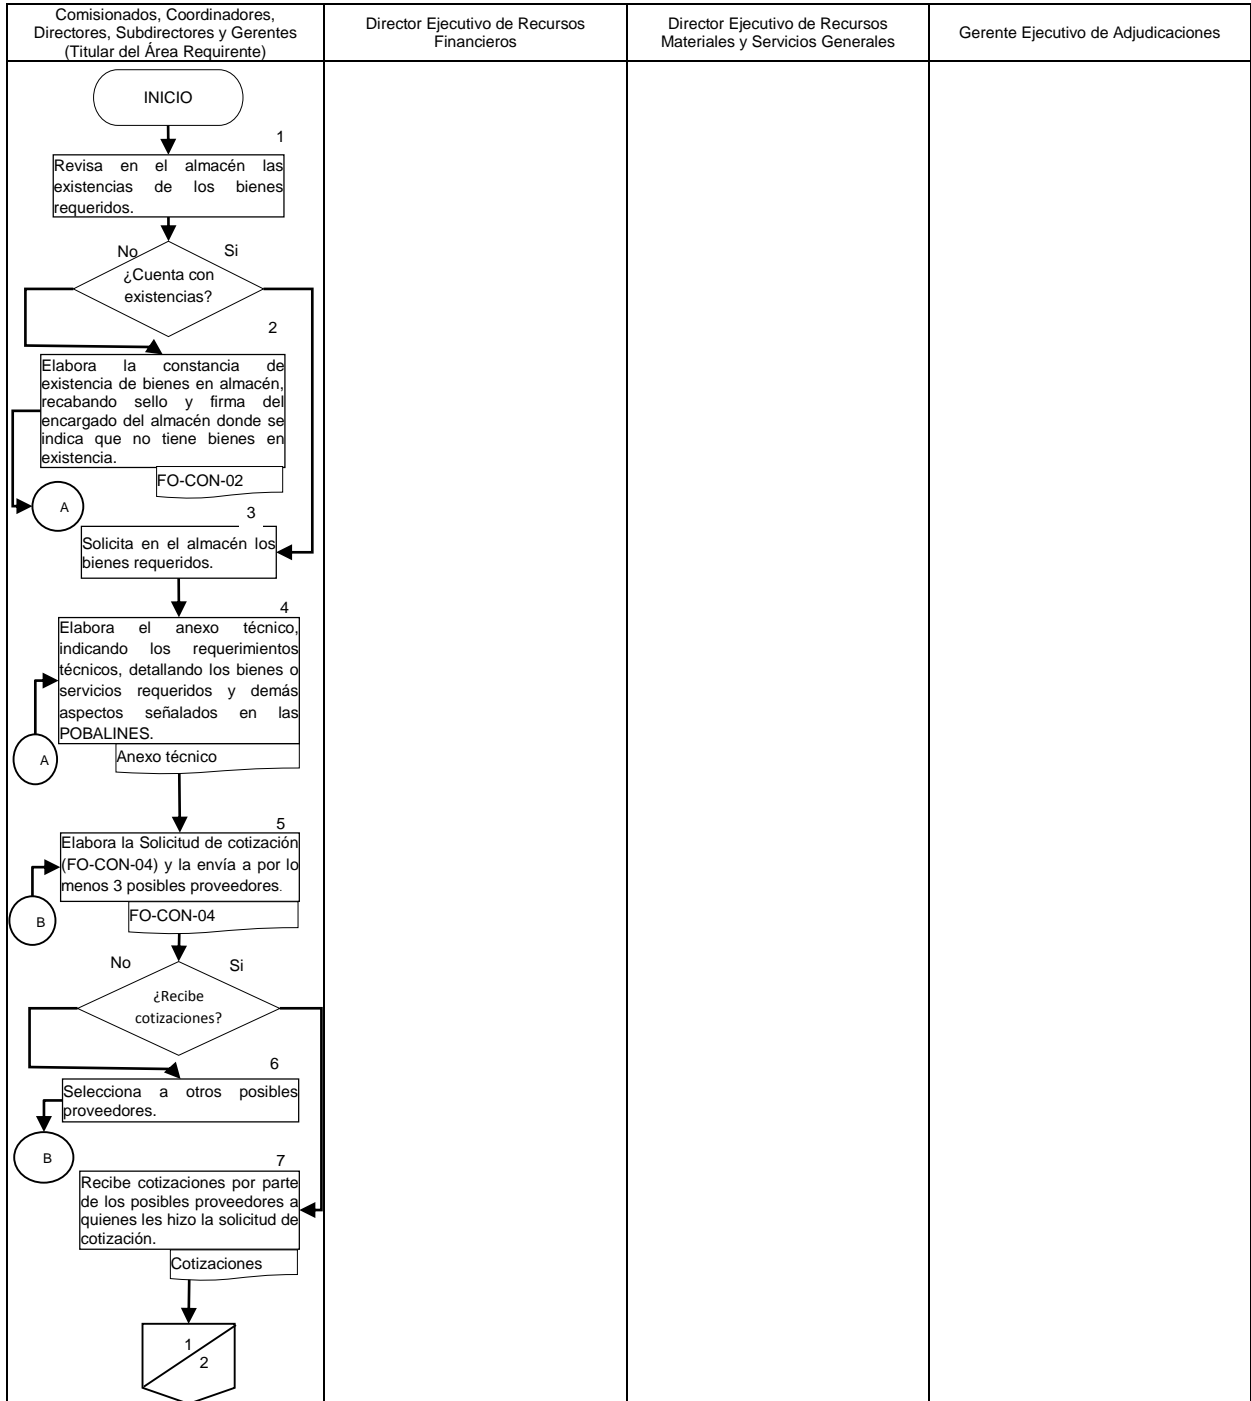 Comisionados, Coordinadores,
Directores, Subdirectores y Gerentes
(Titular del Área Requirente)
Director Ejecutivo de Recursos
Financieros
Director Ejecutivo de Recursos
Materiales y Servicios Generales
Gerente Ejecutivo de Adjudicaciones
INICIO
1
Revisa en el almacén las
existencias de los bienes
requeridos.
No
Si
¿Cuenta con
existencias?
2
Elabora la constancia de
existencia de bienes en almacén,
recabando sello y firma del
encargado del almacén donde se
indica que no tiene bienes en
existencia.
FO-CON-02
A
3
Solicita en el almacén los
bienes requeridos.
4
Elabora el anexo técnico,
indicando los requerimientos
técnicos, detallando los bienes o
servicios requeridos y demás
aspectos señalados en las
POBALINES.
A
Anexo técnico
5
Elabora la Solicitud de cotización
(FO-CON-04) y la envía a por lo
menos 3 posibles proveedores.
B
FO-CON-04
No
Si
¿Recibe
cotizaciones?
6
Selecciona a otros posibles
proveedores.
B
7
Recibe cotizaciones por parte
de los posibles proveedores a
quienes les hizo la solicitud de
cotización.
Cotizaciones
1
2